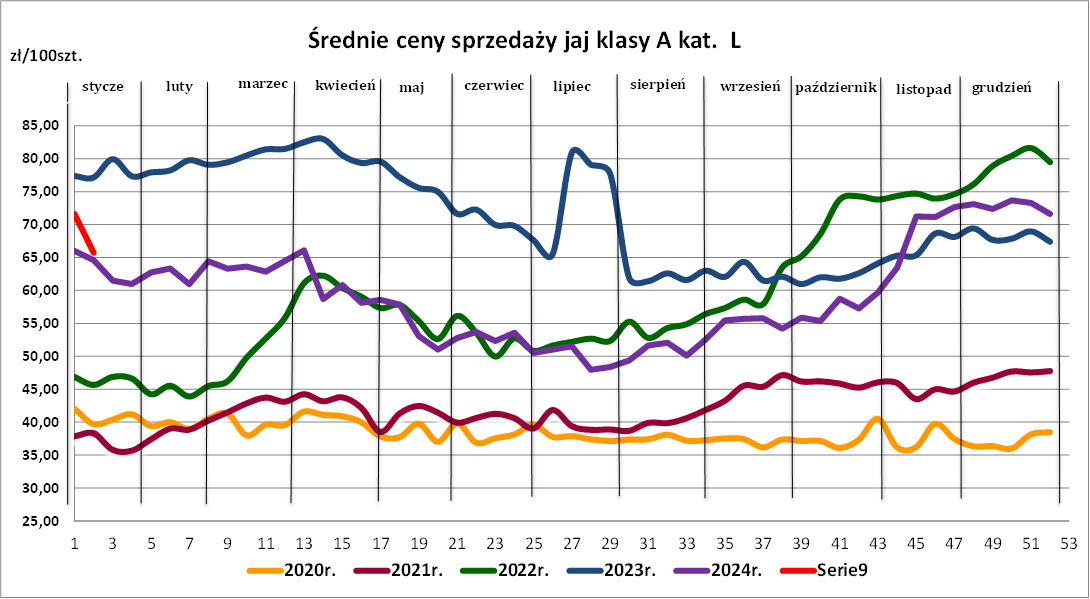 Średnie ceny sprzedaży jaj klasy A kat. L
zł/100szt.
stycze luty marzec kwiecień maj czerwiec lipiec sierpień wrzesień październik listopad grudzień
85,00
80,00
75,00
70,00
65,00
60,00
55,00
50,00
45,00
40,00
35,00
30,00
25,00
1 3 5 7 9 11 13 15 17 19 21 23 25 27 29 31 33 35 37 39 41 43 45 47 49 51 53
2020r. 2021r. 2022r. 2023r. 2024r. Serie9